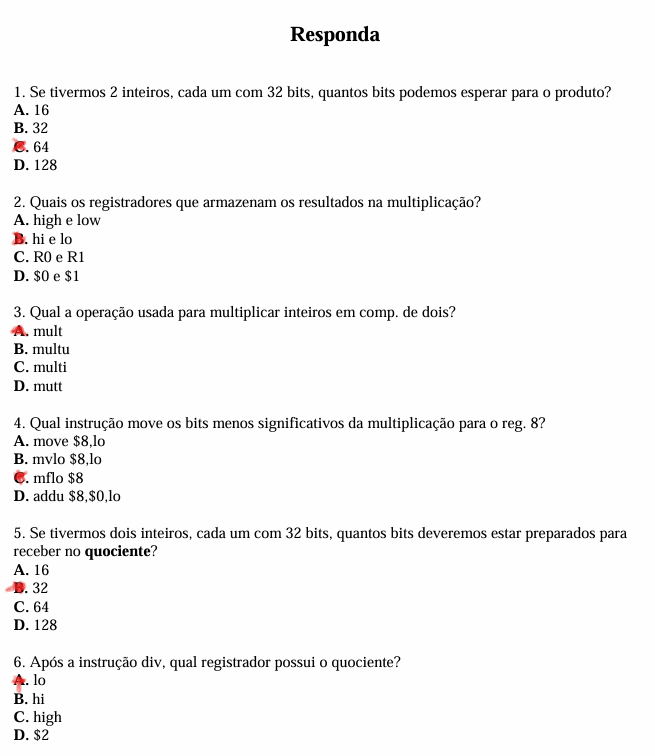 Responda
1. Se tivermos 2 inteiros, cada um com 32 bits, quantos bits podemos esperar para o produto?
A. 16
B. 32
C. 64
D. 128
2. Quais os registradores que armazenam os resultados na multiplicação?
A. high e low
B. hi e lo
C. R0 e R1
D. $0 e $1
3. Qual a operação usada para multiplicar inteiros em comp. de dois?
A. mult
B. multu
C. multi
D. mutt
4. Qual instrução move os bits menos significativos da multiplicação para o reg. 8?
A. move $8,lo
B. mvlo $8,lo
C. mflo $8
D. addu $8,$0,lo
5. Se tivermos dois inteiros, cada um com 32 bits, quantos bits deveremos estar preparados para
receber no quociente?
A. 16
B. 32
C. 64
D. 128
6. Após a instrução div, qual registrador possui o quociente?
A. lo
B. hi
C. high
D. $2